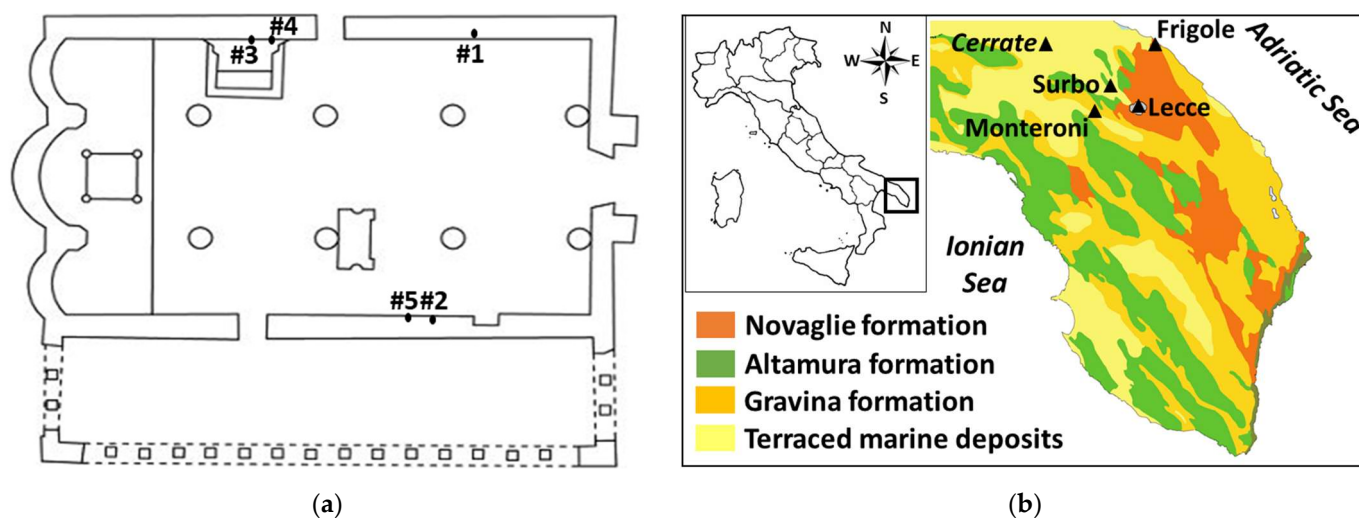 #4
#3
#1
#5 #2
(a)
N
W E
S
Cerrate
Frigole
Adriatic Sea
Surbo
Lecce
Monteroni
Ionian
Sea
Novaglie formation
Altamura formation
Gravina formation
Terraced marine deposits
(b)